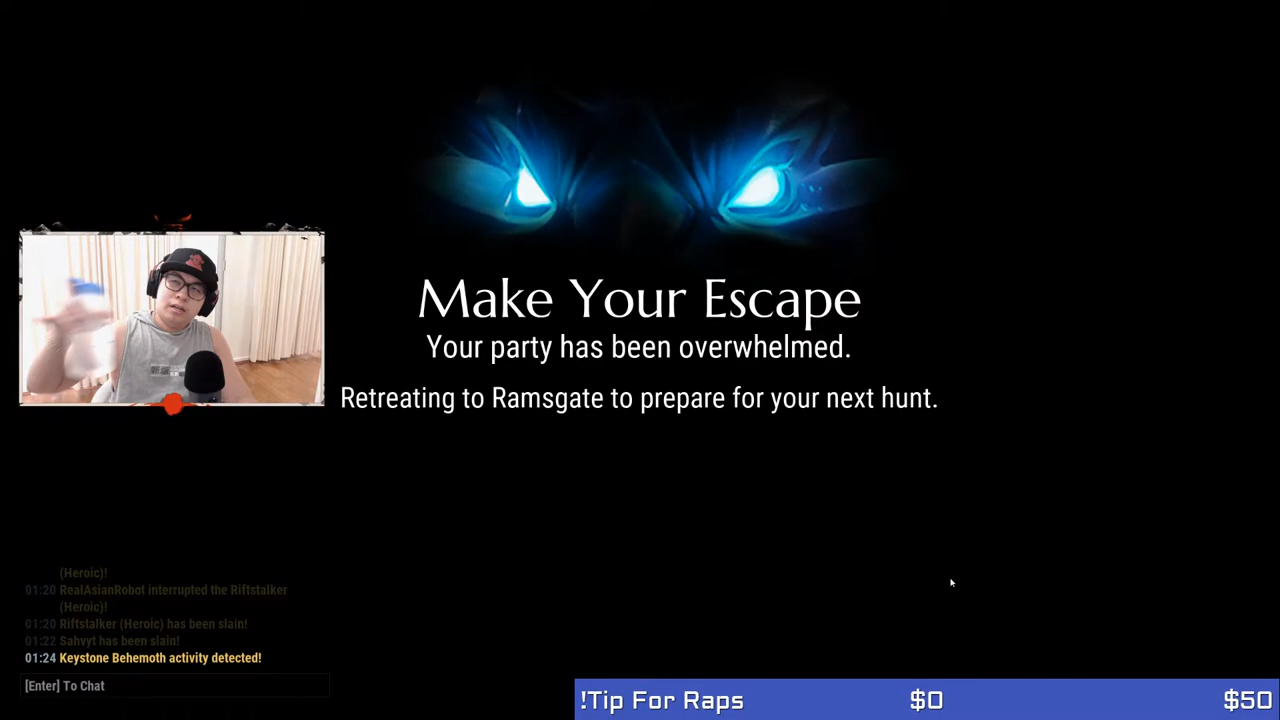 Make Your Escape
Your party has been overwhelmed.
Retreating to Ramsgate to prepare for your next hunt.
(Heroic)!
01:20 RealAsianRobot interrupted the Riftstalker
(Heroic)!
01:20 Riftstalker (Heroic) has been slain!
01:22 Sahvyt has been slain!
01:24 Keystone Behemoth activity detected!
[Enter] To Chat
!Tip For Raps $0 $50